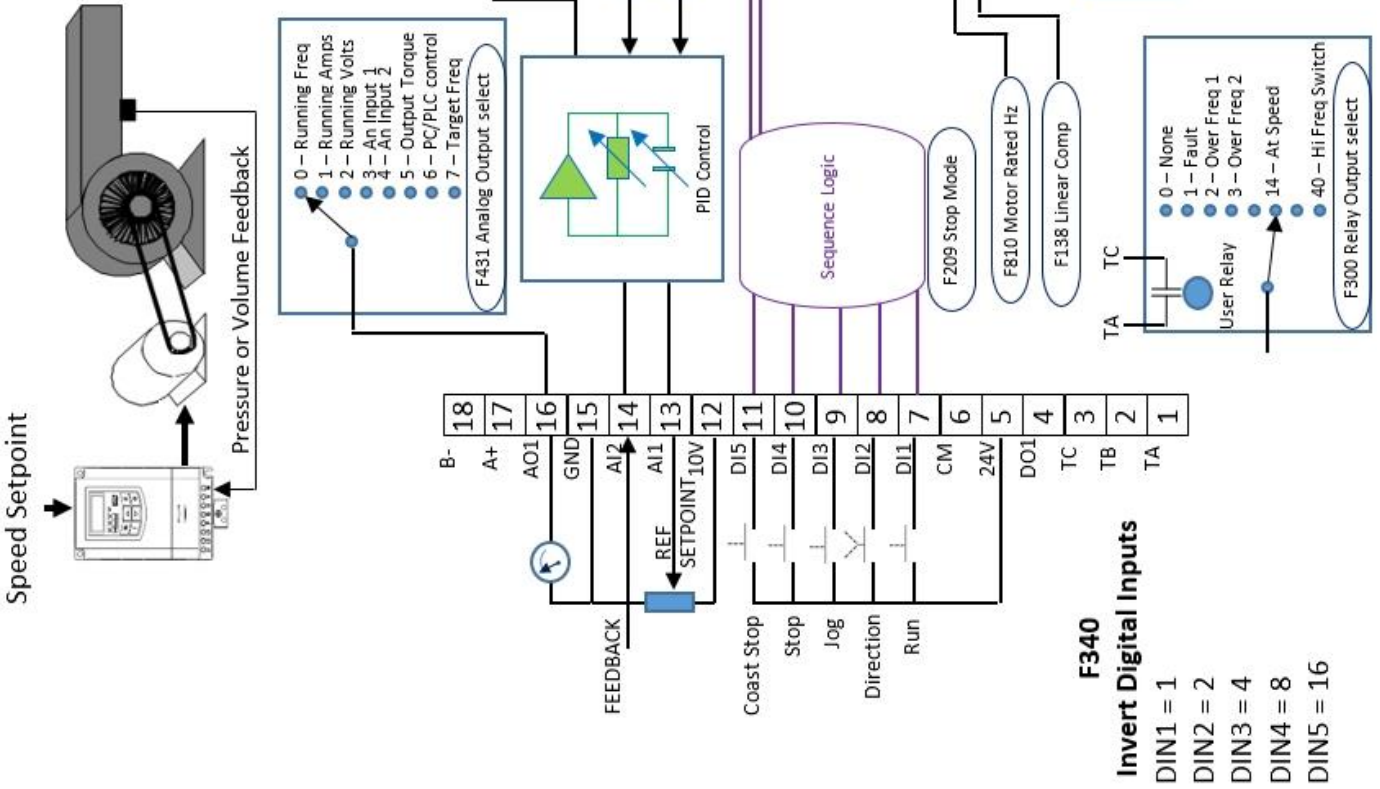 Speed Setpoint
Pressure or Volume Feedback
0 – Running Freq
1 – Running Amps
2 – Running Volts
3 – An Input 1
4 – An Input 2
5 – Output Torque
6 – PC/PLC control
7 – Target Freq
F431 Analog Output select
PID Control
Sequence Logic
F209 Stop Mode
F810 Motor Rated Hz
F138 Linear Comp
TA
TC
User Relay
0 – None
1 – Fault
2 – Over Freq 1
3 – Over Freq 2
14 – At Speed
40 – Hi Freq Switch
F300 Relay Output select
B- 18
A+ 17
AO1 16
GND 15
AI2 14
AI1 13
10V 12
DI5 11
DI4 10
DI3 9
DI2 8
DI1 7
CM 6
24V 5
DO1 4
TC 3
TB 2
TA 1
FEEDBACK
REF
SETPOINT
Coast Stop
Stop
Jog
Direction
Run
F340
Invert Digital Inputs
DIN1 = 1
DIN2 = 2
DIN3 = 4
DIN4 = 8
DIN5 = 16